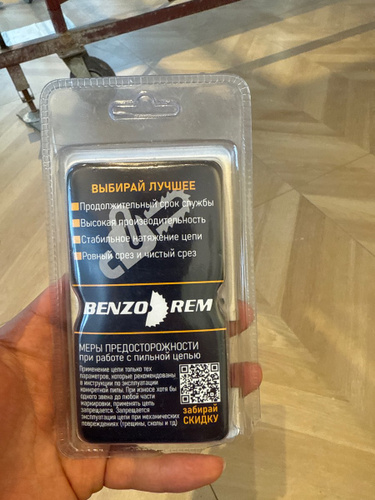 ВЫБИРАЙ ЛУЧШЕЕ
Продолжительный срок службы
Высокая производительность
Стабильное натяжение цепи
Ровный срез и чистый срез
BENZO REM
МЕРЫ ПРЕДОСТОРОЖНОСТИ
при работе с пильной цепью
Применение цепи только тех
параметров, которые рекомендованы
в инструкции по эксплуатации
конкретной пилы. При износе хотя бы
одного звена до любой части
маркировки, применять цепь
запрещается. Запрещается
эксплуатация цепи при механических
повреждениях (трещины, сколы и тд)
забирай
СКИДКУ